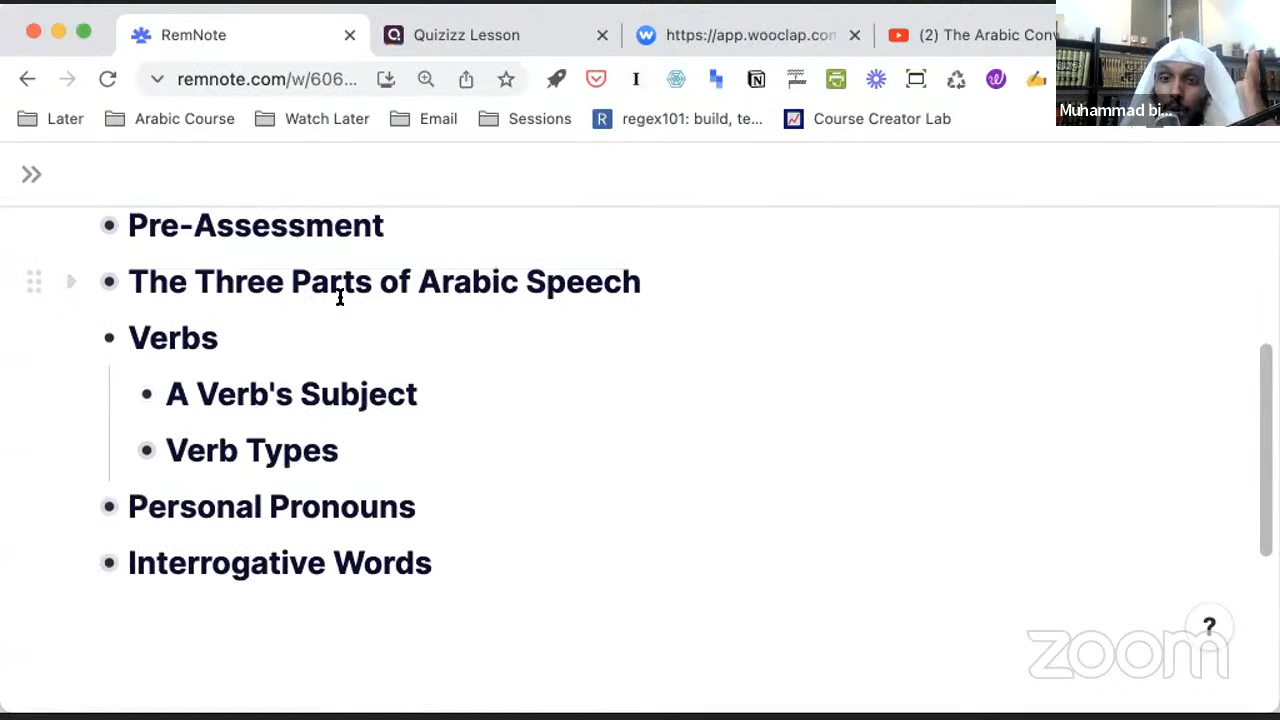 RemNote
Quizizz Lesson
https://app.wooclap.con
(2) The Arabic Conv
remnote.com/w/606...
Muhammad bi...
Later
Arabic Course
Watch Later
Email
Sessions
R regex101: build, te...
Course Creator Lab
Pre-Assessment
The Three Parts of Arabic Speech
Verbs
A Verb's Subject
Verb Types
Personal Pronouns
Interrogative Words
?
zoom